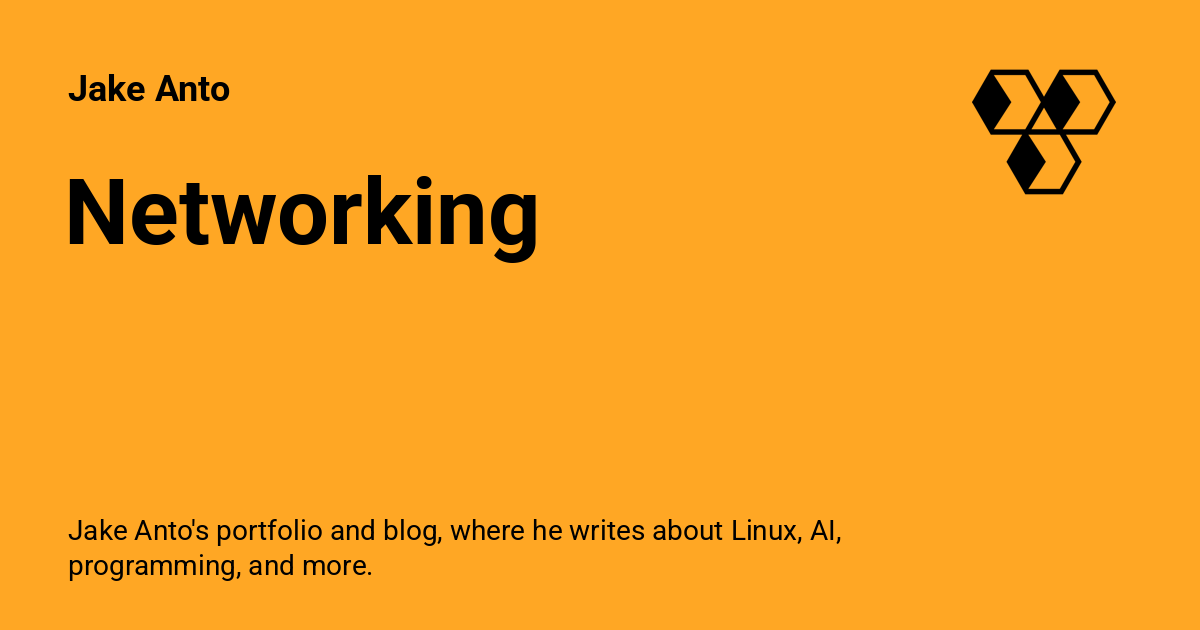 Jake Anto
Networking
Jake Anto's portfolio and blog, where he writes about Linux, AI,
programming, and more.